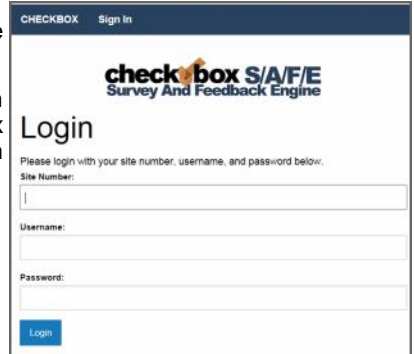 CHECKBOX Sign In
checkbox S/A/F/E
Survey And Feedback Engine
Login
Please login with your site number, username, and password below.
Site Number:
Username:
Password:
Login